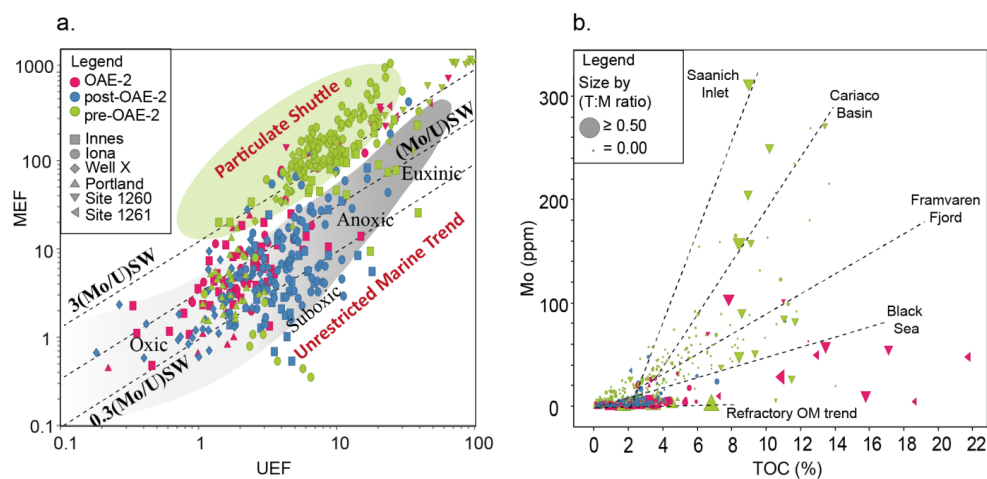 a.
Legend
OAE-2
post-OAE-2
pre-OAE-2
Innes
Iona
Well X
Portland
Site 1260
Site 1261
Particulate Shuttle
(Mo/U)SW
Euxinic
Anoxic
Suboxic
Unrestricted Marine Trend
3(Mo/U)SW
Oxic
0.3(Mo/U)SW
MEF
1000
100
10
1
0.1
0.1
1
10
100
UEF
b.
Legend
Size by
(T:M ratio)
≥ 0.50
= 0.00
Saanich
Inlet
Cariaco
Basin
Framvaren
Fjord
Black
Sea
Refractory OM trend
Mo (ppm)
300
200
100
0
0 2 4 6 8 10 12 14 16 18 20 22
TOC (%)